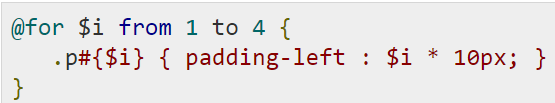 @for $i from 1 to 4 {
.p#{$i} { padding-left : $i * 10px; }
}